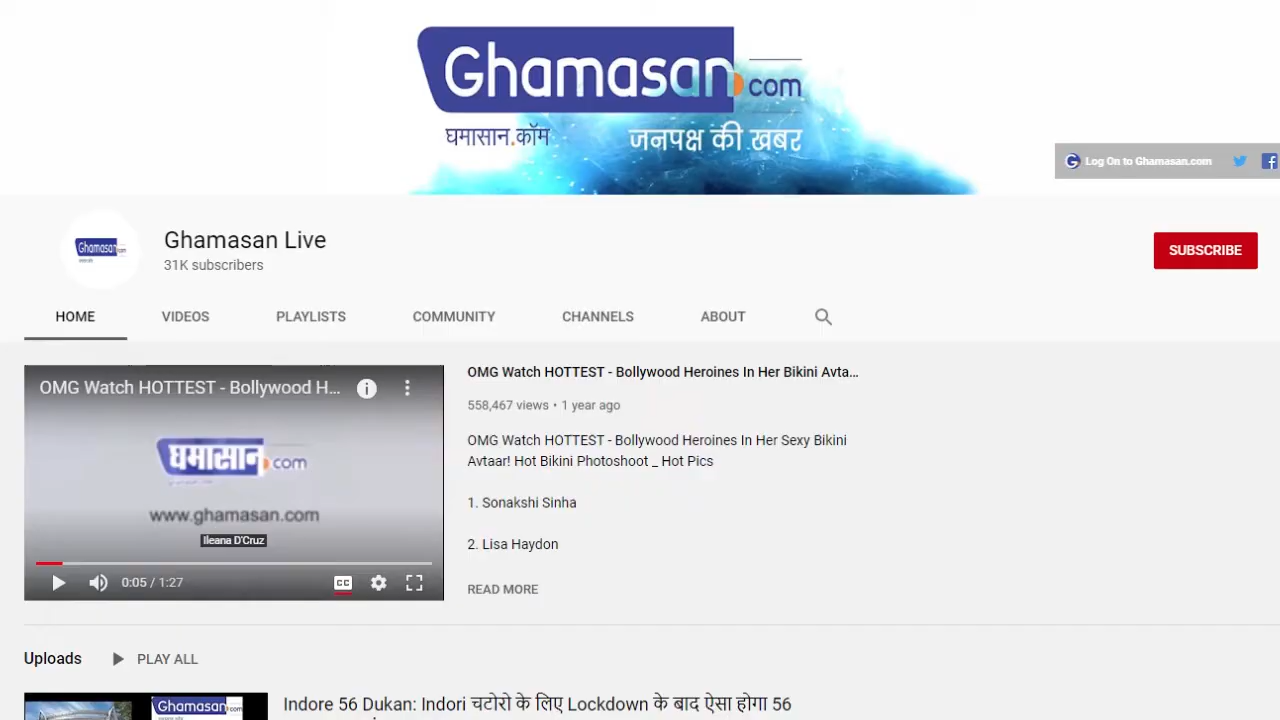 Ghamasan.com
घमासान.कॉम
जनपक्ष की खबर
Log On to Ghamasan.com
Ghamasan.com
Ghamasan Live
31K subscribers
SUBSCRIBE
HOME
VIDEOS
PLAYLISTS
COMMUNITY
CHANNELS
ABOUT
OMG Watch HOTTEST - Bollywood H...
घमासान.com
www.ghamasan.com
Ileana D'Cruz
0:05 / 1:27
CC
OMG Watch HOTTEST - Bollywood Heroines In Her Bikini Avta...
558,467 views • 1 year ago
OMG Watch HOTTEST - Bollywood Heroines In Her Sexy Bikini
Avtaar! Hot Bikini Photoshoot _ Hot Pics
1. Sonakshi Sinha
2. Lisa Haydon
READ MORE
Uploads
PLAY ALL
Ghamasan.com
Indore 56 Dukan: Indori चटोरो के लिए Lockdown के बाद ऐसा होगा 56